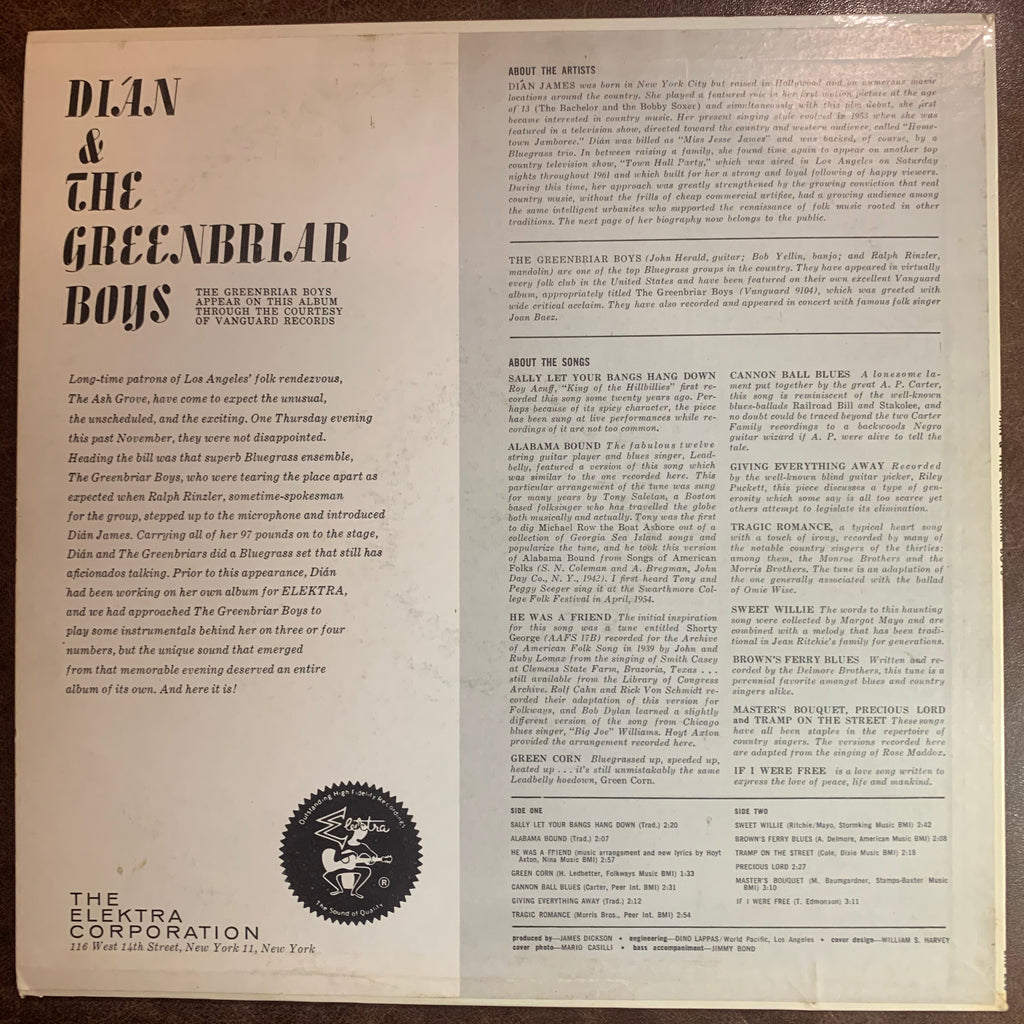 DIÁN
&
THE
GREENBRIAR
BOYS
THE GREENBRIAR BOYS
APPEAR ON THIS ALBUM
THROUGH THE COURTESY
OF VANGUARD RECORDS
Long-time patrons of Los Angeles' folk rendezvous,
The Ash Grove, have come to expect the unusual,
the unscheduled, and the exciting. One Thursday evening
this past November, they were not disappointed.
Heading the bill was that superb Bluegrass ensemble,
The Greenbriar Boys, who were tearing the place apart as
expected when Ralph Rinzler, sometime-spokesman
for the group, stepped up to the microphone and introduced
Dián James. Carrying all of her 97 pounds on to the stage,
Dián and The Greenbriars did a Bluegrass set that still has
aficionados talking. Prior to this appearance, Dián
had been working on her own album for ELEKTRA,
and we had approached The Greenbriar Boys to
play some instrumentals behind her on three or four
numbers, but the unique sound that emerged
from that memorable evening deserved an entire
album of its own. And here it is!
Outstanding High Fidelity Recordings
Elektra
®
The Sound of Quality
THE
ELEKTRA
CORPORATION
116 West 14th Street, New York 11, New York
ABOUT THE ARTISTS
DIÁN JAMES was born in New York City but raised in Hollywood and on numerous movie
locations around the country. She played a featured role in her first motion picture at the age
of 13 (The Bachelor and the Bobby Soxer) and simultaneously with this film debut, she first
became interested in country music. Her present singing style evolved in 1953 when she was
featured in a television show, directed toward the country and western audience, called "Home-
town Jamboree." Dián was billed as "Miss Jesse James" and was backed, of course, by a
Bluegrass trio. In between raising a family, she found time again to appear on another top
country television show, "Town Hall Party," which was aired in Los Angeles on Saturday
nights throughout 1961 and which built for her a strong and loyal following of happy viewers.
During this time, her approach was greatly strengthened by the growing conviction that real
country music, without the frills of cheap commercial artifise, had a growing audience among
the same intelligent urbanites who supported the renaissance of folk music rooted in other
traditions. The next page of her biography now belongs to the public.
THE GREENBRIAR BOYS (John Herald, guitar; Bob Yellin, banjo; and Ralph Rinzler,
mandolin) are one of the top Bluegrass groups in the country. They have appeared in virtually
every folk club in the United States and have been featured on their own excellent Vanguard
album, appropriately titled The Greenbriar Boys (Vanguard 9104), which was greeted with
wide critical acclaim. They have also recorded and appeared in concert with famous folk singer
Joan Baez.
ABOUT THE SONGS
SALLY LET YOUR BANGS HANG DOWN
Roy Acuff, "King of the Hillbillies" first re-
corded this song some twenty years ago. Per-
haps because of its spicy character, the piece
has been sung at live performances while re-
cordings of it are not too common.
ALABAMA BOUND The fabulous twelve
string guitar player and blues singer, Lead-
belly, featured a version of this song which
was similar to the one recorded here. This
particular arrangement of the tune was sung
for many years by Tony Saletan, a Boston
based folksinger who has travelled the globe
both musically and actually. Tony was the first
to dig Michael Row the Boat Ashore out of a
collection of Georgia Sea Island songs and
popularize the tune, and he took this version
of Alabama Bound from Songs of American
Folks (S. N. Coleman and A. Bregman, John
Day Co., N. Y., 1942). I first heard Tony and
Peggy Seeger sing it at the Swarthmore Col-
lege Folk Festival in April, 1954.
HE WAS A FRIEND The initial inspiration
for this song was a tune entitled Shorty
George (AAFS 17B) recorded for the Archive
of American Folk Song in 1939 by John and
Ruby Lomax from the singing of Smith Casey
at Clemens State Farm, Brazoria, Texas . . .
still available from the Library of Congress
Archive. Rolf Cahn and Rick Von Schmidt re-
corded their adaptation of this version for
Folkways, and Bob Dylan learned a slightly
different version of the song from Chicago
blues singer, "Big Joe" Williams. Hoyt Axton
provided the arrangement recorded here.
GREEN CORN Bluegrassed up, speeded up,
heated up . . . it's still unmistakably the same
Leadbelly hoedown, Green Corn.
CANNON BALL BLUES A lonesome la-
ment put together by the great A. P. Carter,
this song is reminiscent of the well-known
blues-ballads Railroad Bill and Stakolee, and
no doubt could be traced beyond the two Carter
Family recordings to a backwoods Negro
guitar wizard if A. P. were alive to tell the
tale.
GIVING EVERYTHING AWAY Recorded
by the well-known blind guitar picker, Riley
Puckett, this piece discusses a type of gen-
erosity which some say is all too scarce yet
others attempt to legislate its elimination.
TRAGIC ROMANCE, a typical heart song
with a touch of irony, recorded by many of
the notable country singers of the thirties:
among them, the Monroe Brothers and the
Morris Brothers. The tune is an adaptation of
the one generally associated with the ballad
of Omie Wise.
SWEET WILLIE The words to this haunting
song were collected by Margot Mayo and are
combined with a melody that has been tradi-
tional in Jean Ritchie's family for generations.
BROWN'S FERRY BLUES Written and re-
corded by the Delmore Brothers, this tune is a
perennial favorite amongst blues and country
singers alike.
MASTER'S BOUQUET, PRECIOUS LORD
and TRAMP ON THE STREET These songs
have all been staples in the repertoire of
country singers. The versions recorded here
are adapted from the singing of Rose Maddox.
IF I WERE FREE is a love song written to
express the love of peace, life and mankind.
SIDE ONE
SALLY LET YOUR BANGS HANG DOWN (Trad.) 2:20
ALABAMA BOUND (Trad.) 2:07
HE WAS A FRIEND (music arrangement and new lyrics by Hoyt
Axton, Nina Music BMI) 2:57
GREEN CORN (H. Ledbetter, Folkways Music BMI) 1:33
CANNON BALL BLUES (Carter, Peer Int. BMI) 2:31
GIVING EVERYTHING AWAY (Trad.) 2:12
TRAGIC ROMANCE (Morris Bros., Peer Int. BMI) 2:54
SIDE TWO
SWEET WILLIE (Ritchie/Mayo, Stormking Music BMI) 2:42
BROWN'S FERRY BLUES (A. Delmore, American Music BMI) 2:08
TRAMP ON THE STREET (Cole, Dixie Music BMI) 2:18
PRECIOUS LORD 2:27
MASTER'S BOUQUET (M. Baumgardner, Stamps-Baxter Music
BMI) 3:10
IF I WERE FREE (T. Edmonson) 3:11
produced by—JAMES DICKSON • engineering—DINO LAPPAS/World Pacific, Los Angeles • cover design—WILLIAM S. HARVEY
cover photo—MARIO CASILLI • bass accompaniment—JIMMY BOND